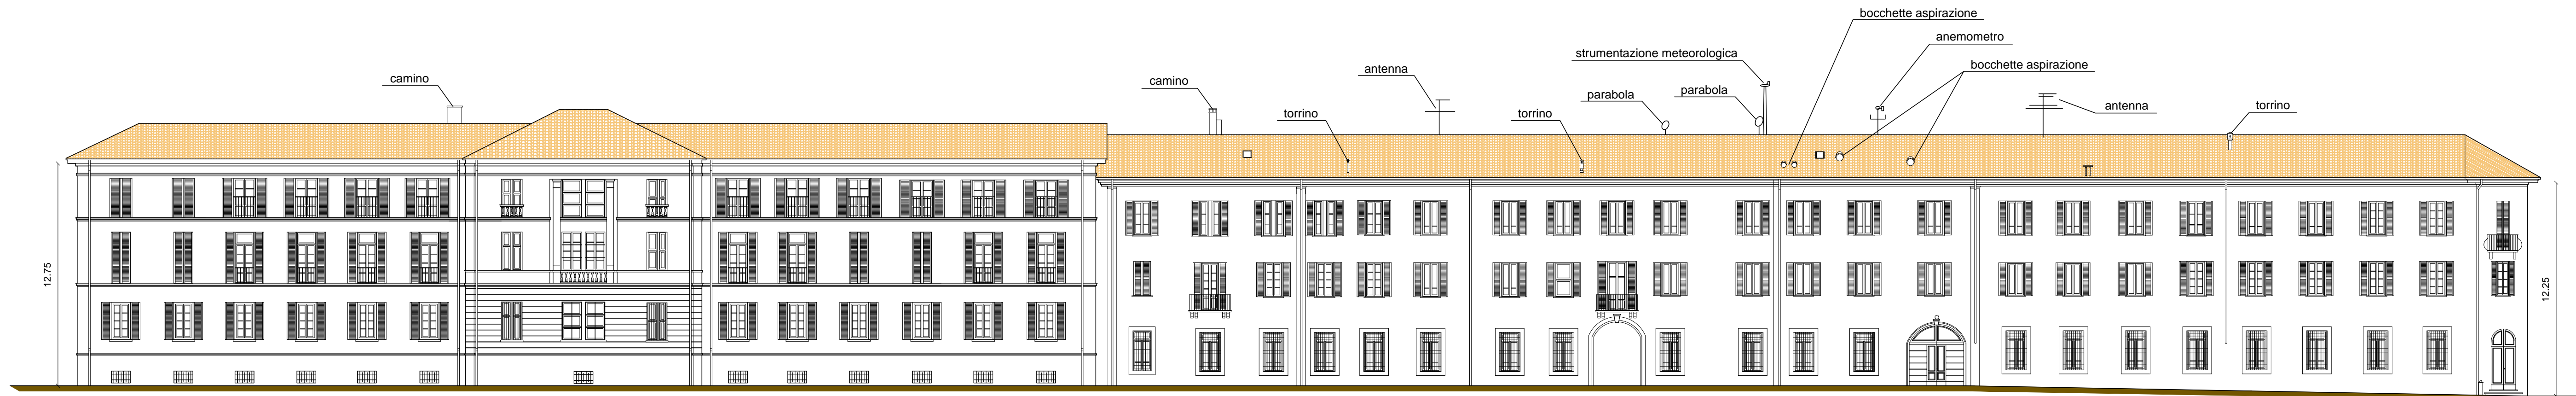 bocchette aspirazione
anemometro
strumentazione meteorologica
bocchette aspirazione
antenna
camino
camino
parabola
parabola
antenna
torrino
torrino
torrino
12.75
12.25